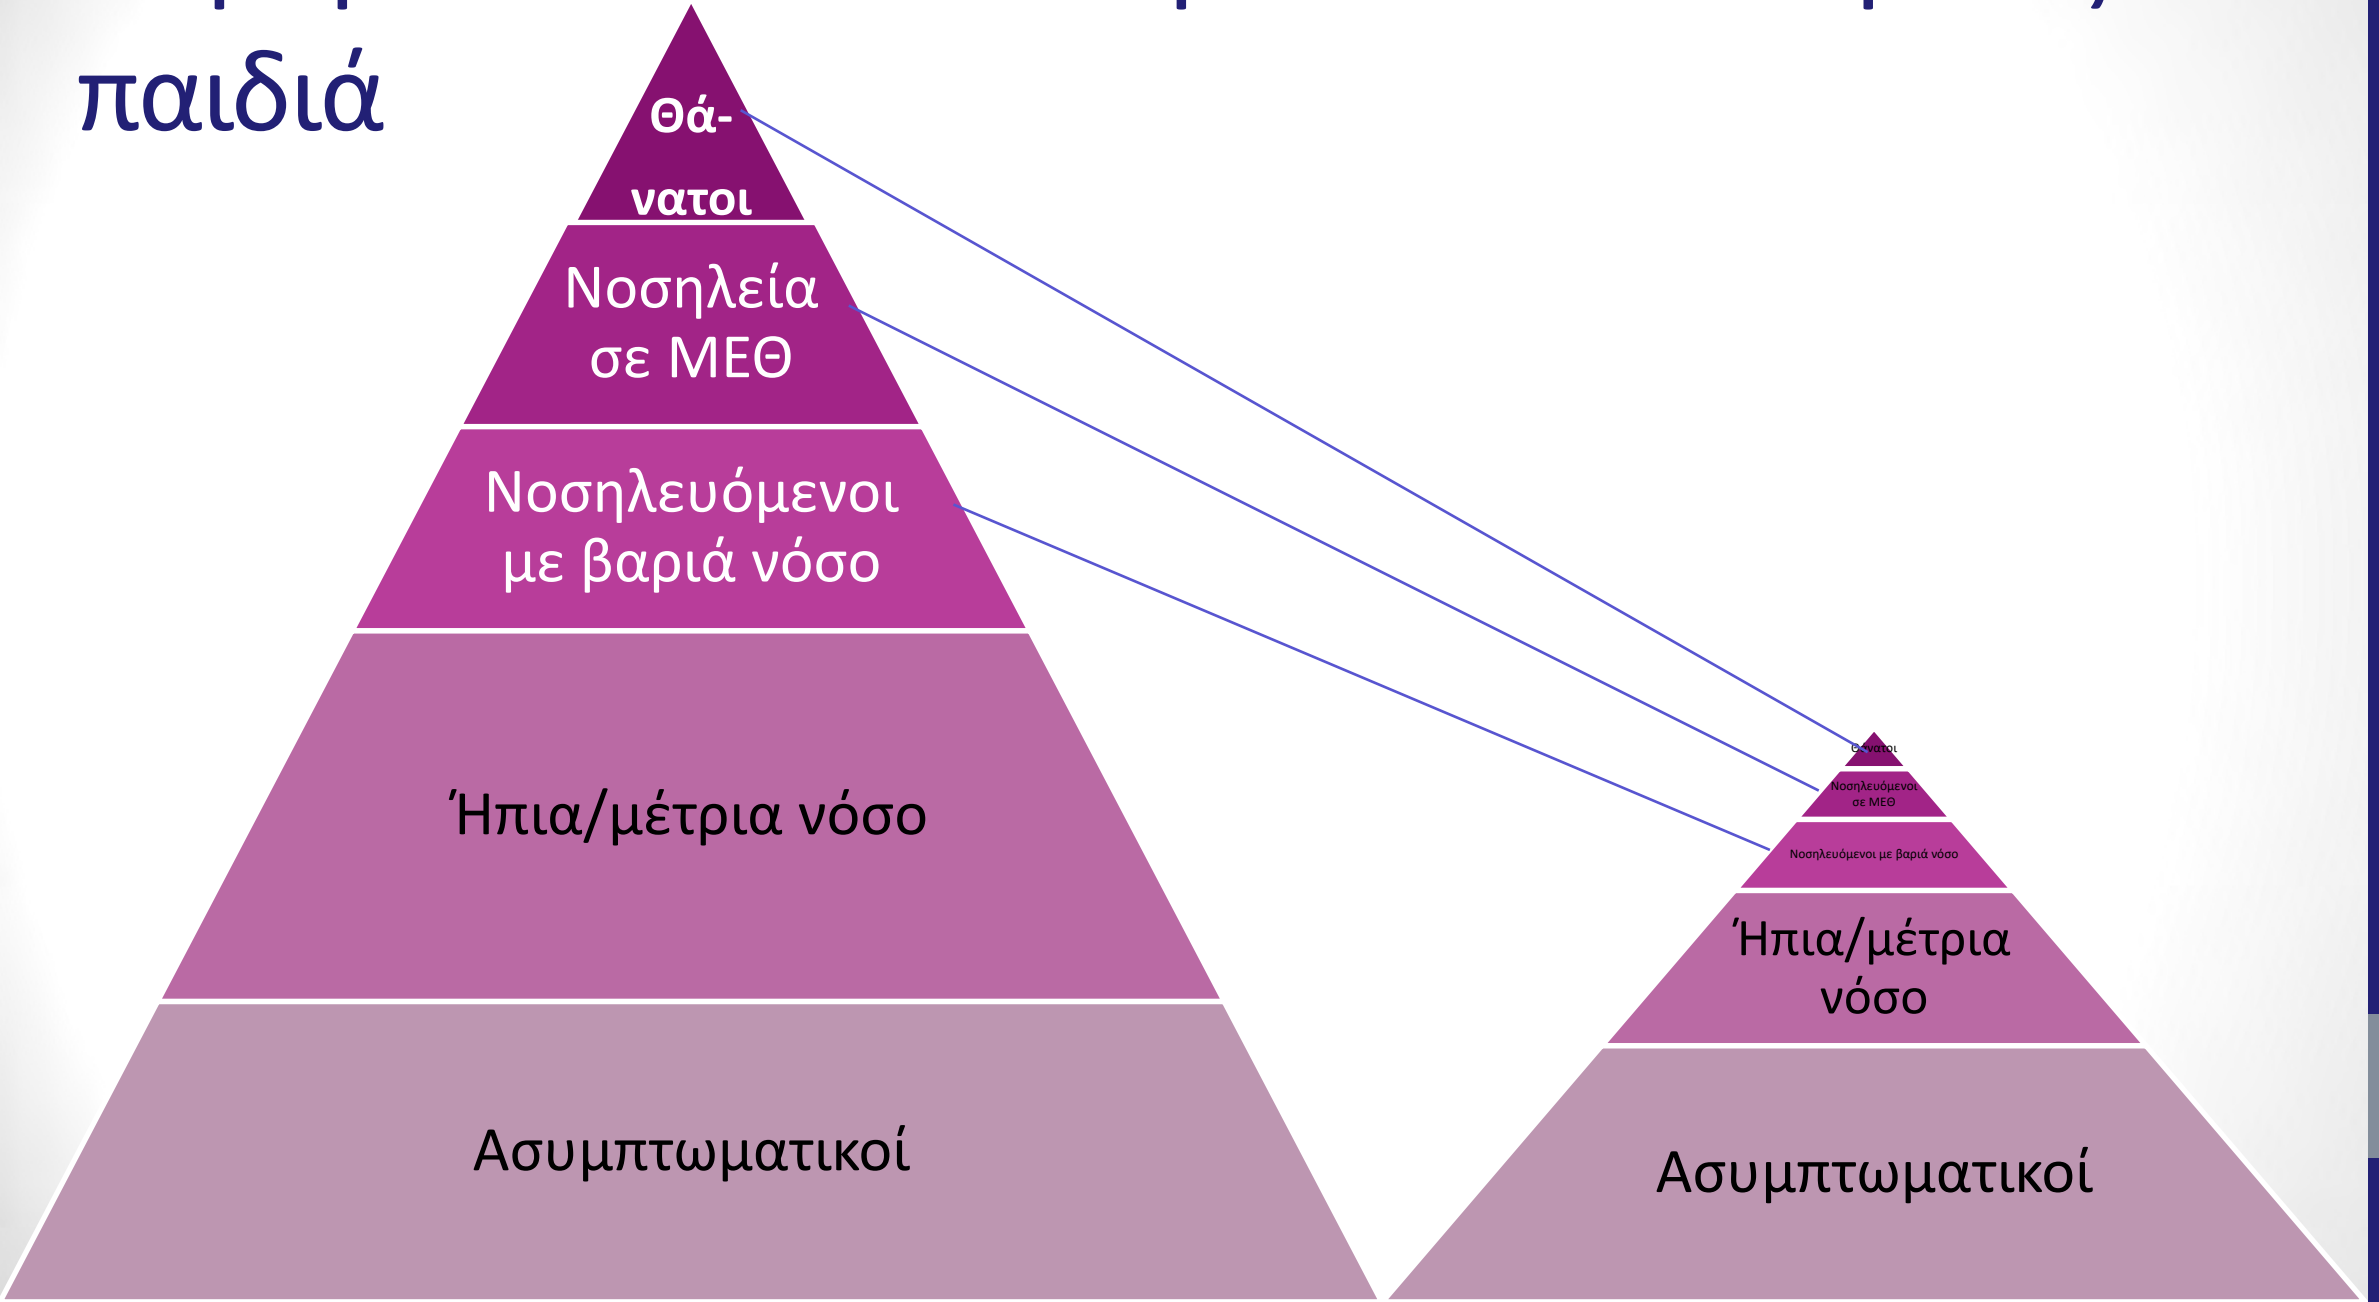 παιδιά
Θά-
νατοι
Νοσηλεία
σε ΜΕΘ
Νοσηλευόμενοι
με βαριά νόσο
Ήπια/μέτρια νόσο
Ασυμπτωματικοί
Θάνατοι
Νοσηλευόμενοι
σε ΜΕΘ
Νοσηλευόμενοι με βαριά νόσο
Ήπια/μέτρια
νόσο
Ασυμπτωματικοί